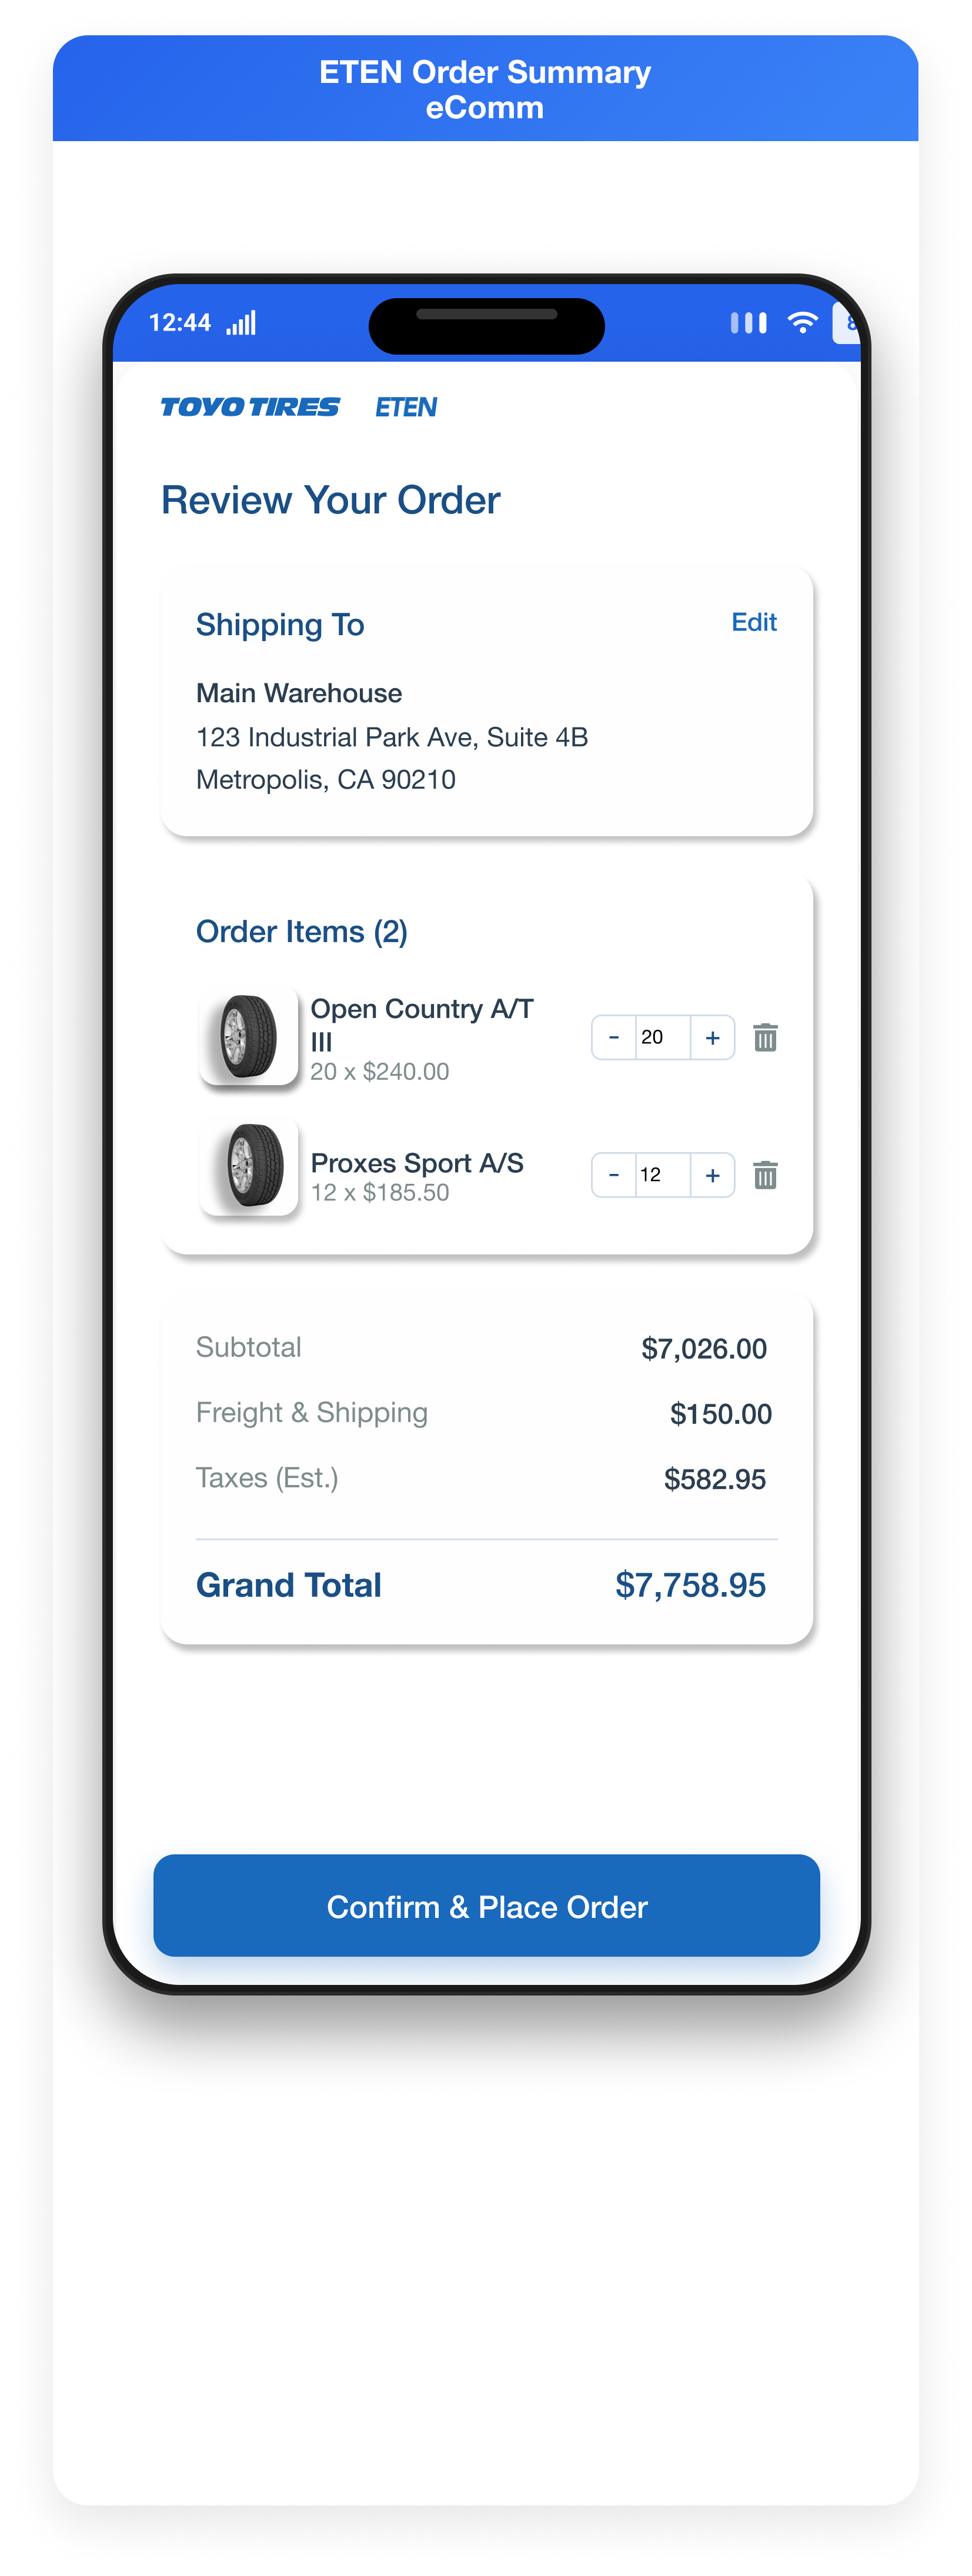 ETEN Order Summary
eComm
12:44
TOYO TIRES ETEN
Review Your Order
Shipping To Edit
Main Warehouse
123 Industrial Park Ave, Suite 4B
Metropolis, CA 90210
Order Items (2)
Open Country A/T
III
20 x $240.00
- 20 +
Proxes Sport A/S
12 x $185.50
- 12 +
Subtotal $7,026.00
Freight & Shipping $150.00
Taxes (Est.) $582.95
Grand Total $7,758.95
Confirm & Place Order